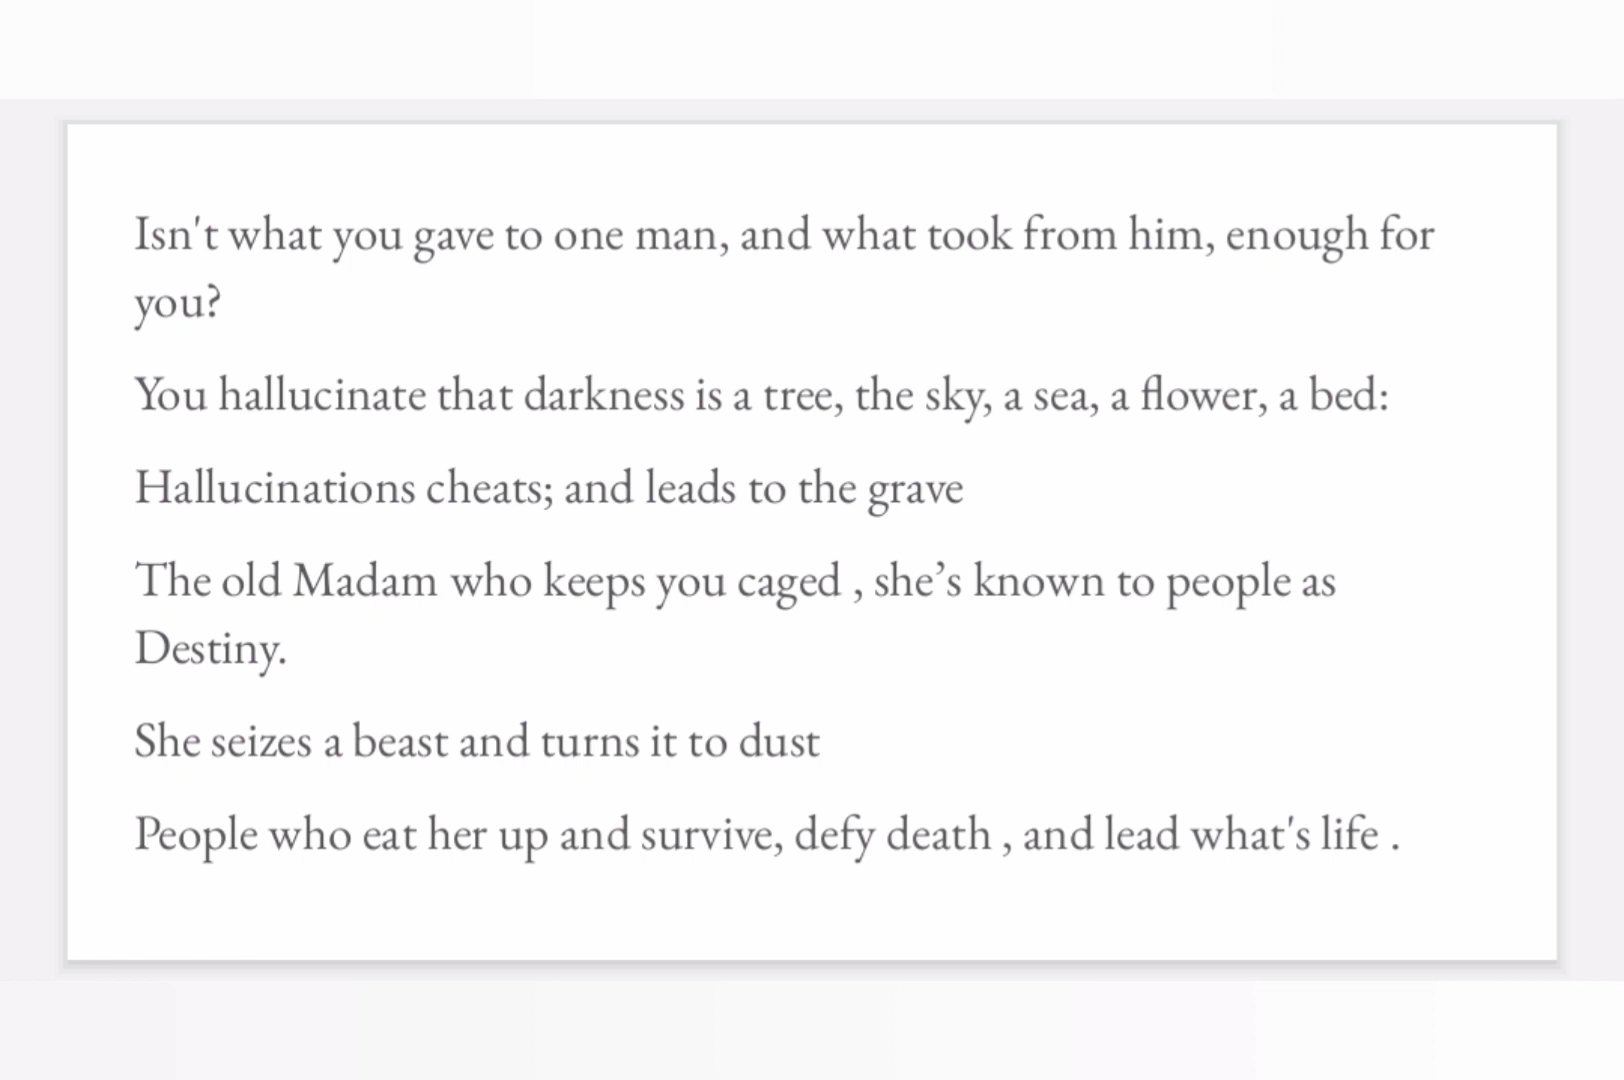 Isn't what you gave to one man, and what took from him, enough for
you?
You hallucinate that darkness is a tree, the sky, a sea, a flower, a bed:
Hallucinations cheats; and leads to the grave
The old Madam who keeps you caged , she’s known to people as
Destiny.
She seizes a beast and turns it to dust
People who eat her up and survive, defy death , and lead what's life .